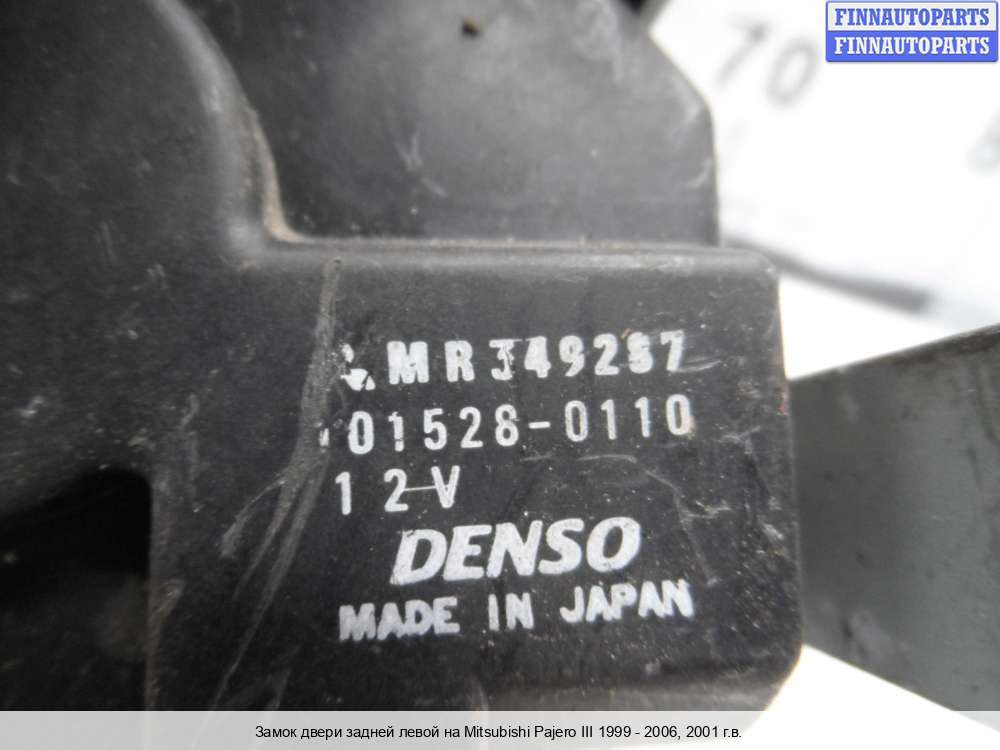 FINNAUTOPARTS
FINNAUTOPARTS
70
MR349287
01528-0110
12V
DENSO
MADE IN JAPAN
Замок двери задней левой на Mitsubishi Pajero III 1999 - 2006, 2001 г.в.